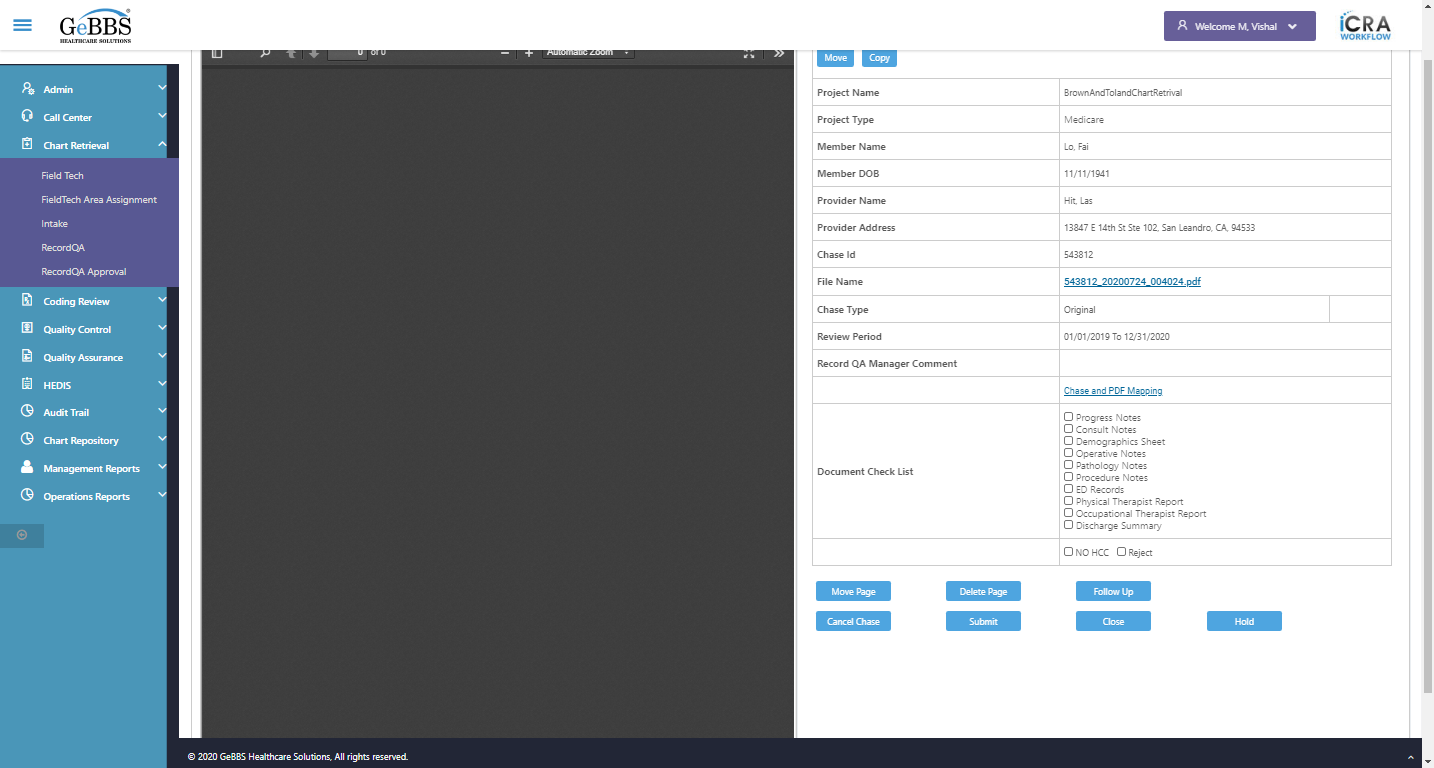 GeBBS
HEALTHCARE SOLUTIONS
Welcome M, Vishal
iCRA
WORKFLOW
0 of 0
Automatic Zoom
Move Copy
Admin
Call Center
Chart Retrieval
Field Tech
FieldTech Area Assignment
Intake
RecordQA
RecordQA Approval
Coding Review
Quality Control
Quality Assurance
HEDIS
Audit Trail
Chart Repository
Management Reports
Operations Reports
Project Name BrownAndTolandChartRetrival
Project Type Medicare
Member Name Lo, Fai
Member DOB 11/11/1941
Provider Name Hit, Las
Provider Address 13847 E 14th St Ste 102, San Leandro, CA, 94533
Chase Id 543812
File Name 543812_20200724_004024.pdf
Chase Type Original
Review Period 01/01/2019 To 12/31/2020
Record QA Manager Comment
Chase and PDF Mapping
Document Check List
Progress Notes
Consult Notes
Demographics Sheet
Operative Notes
Pathology Notes
Procedure Notes
ED Records
Physical Therapist Report
Occupational Therapist Report
Discharge Summary
NO HCC Reject
Move Page Delete Page Follow Up
Cancel Chase Submit Close Hold
© 2020 GeBBS Healthcare Solutions, All rights reserved.